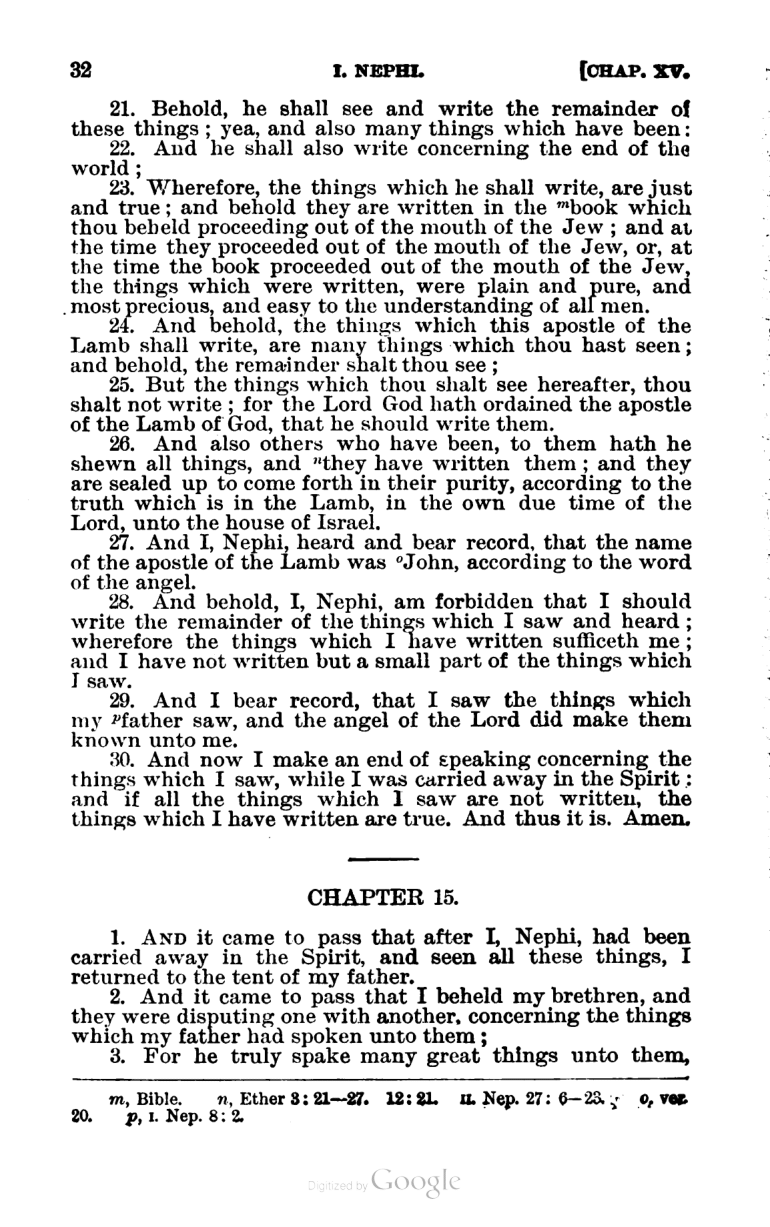 32 I. NEPHI. [CHAP. XV.
21. Behold, he shall see and write the remainder of
these things ; yea, and also many things which have been :
22. And he shall also write concerning the end of the
world ;
23. Wherefore, the things which he shall write, are just
and true ; and behold they are written in the ᵐbook which
thou beheld proceeding out of the mouth of the Jew ; and at
the time they proceeded out of the mouth of the Jew, or, at
the time the book proceeded out of the mouth of the Jew,
the things which were written, were plain and pure, and
most precious, and easy to the understanding of all men.
24. And behold, the things which this apostle of the
Lamb shall write, are many things which thou hast seen ;
and behold, the remainder shalt thou see ;
25. But the things which thou shalt see hereafter, thou
shalt not write ; for the Lord God hath ordained the apostle
of the Lamb of God, that he should write them.
26. And also others who have been, to them hath he
shewn all things, and ⁿthey have written them ; and they
are sealed up to come forth in their purity, according to the
truth which is in the Lamb, in the own due time of the
Lord, unto the house of Israel.
27. And I, Nephi, heard and bear record, that the name
of the apostle of the Lamb was ᵒJohn, according to the word
of the angel.
28. And behold, I, Nephi, am forbidden that I should
write the remainder of the things which I saw and heard ;
wherefore the things which I have written sufficeth me ;
and I have not written but a small part of the things which
I saw.
29. And I bear record, that I saw the things which
my ᵖfather saw, and the angel of the Lord did make them
known unto me.
30. And now I make an end of speaking concerning the
things which I saw, while I was carried away in the Spirit ;
and if all the things which I saw are not written, the
things which I have written are true. And thus it is. Amen.
CHAPTER 15.
1. AND it came to pass that after I, Nephi, had been
carried away in the Spirit, and seen all these things, I
returned to the tent of my father.
2. And it came to pass that I beheld my brethren, and
they were disputing one with another, concerning the things
which my father had spoken unto them ;
3. For he truly spake many great things unto them,
m, Bible. n, Ether 3 : 21—27. 12 : 21. II. Nep. 27 : 6—23. o, ver.
20. p, I. Nep. 8 : 2.
Digitized by Google